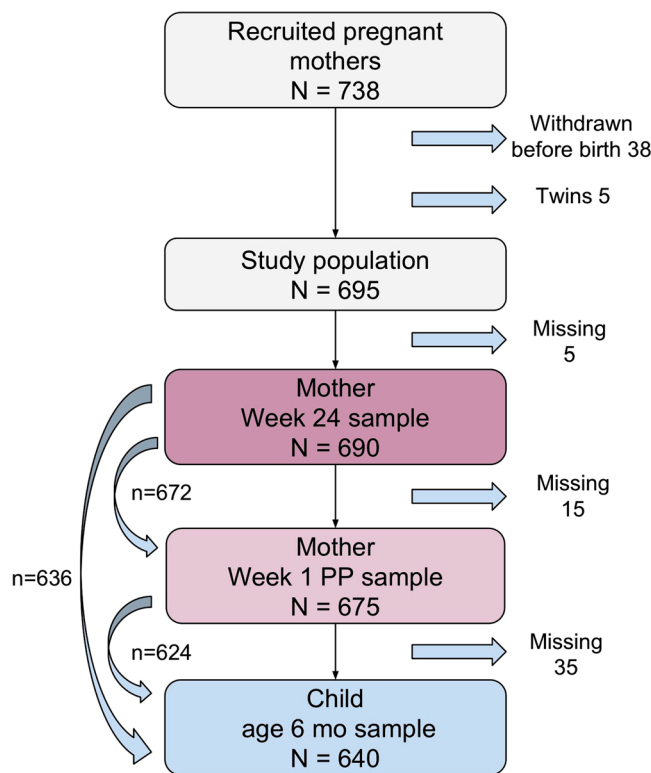 Recruited pregnant
mothers
N = 738
Withdrawn
before birth 38
Twins 5
Study population
N = 695
Missing
5
Mother
Week 24 sample
N = 690
n=672
Missing
15
Mother
Week 1 PP sample
N = 675
n=636
n=624
Missing
35
Child
age 6 mo sample
N = 640